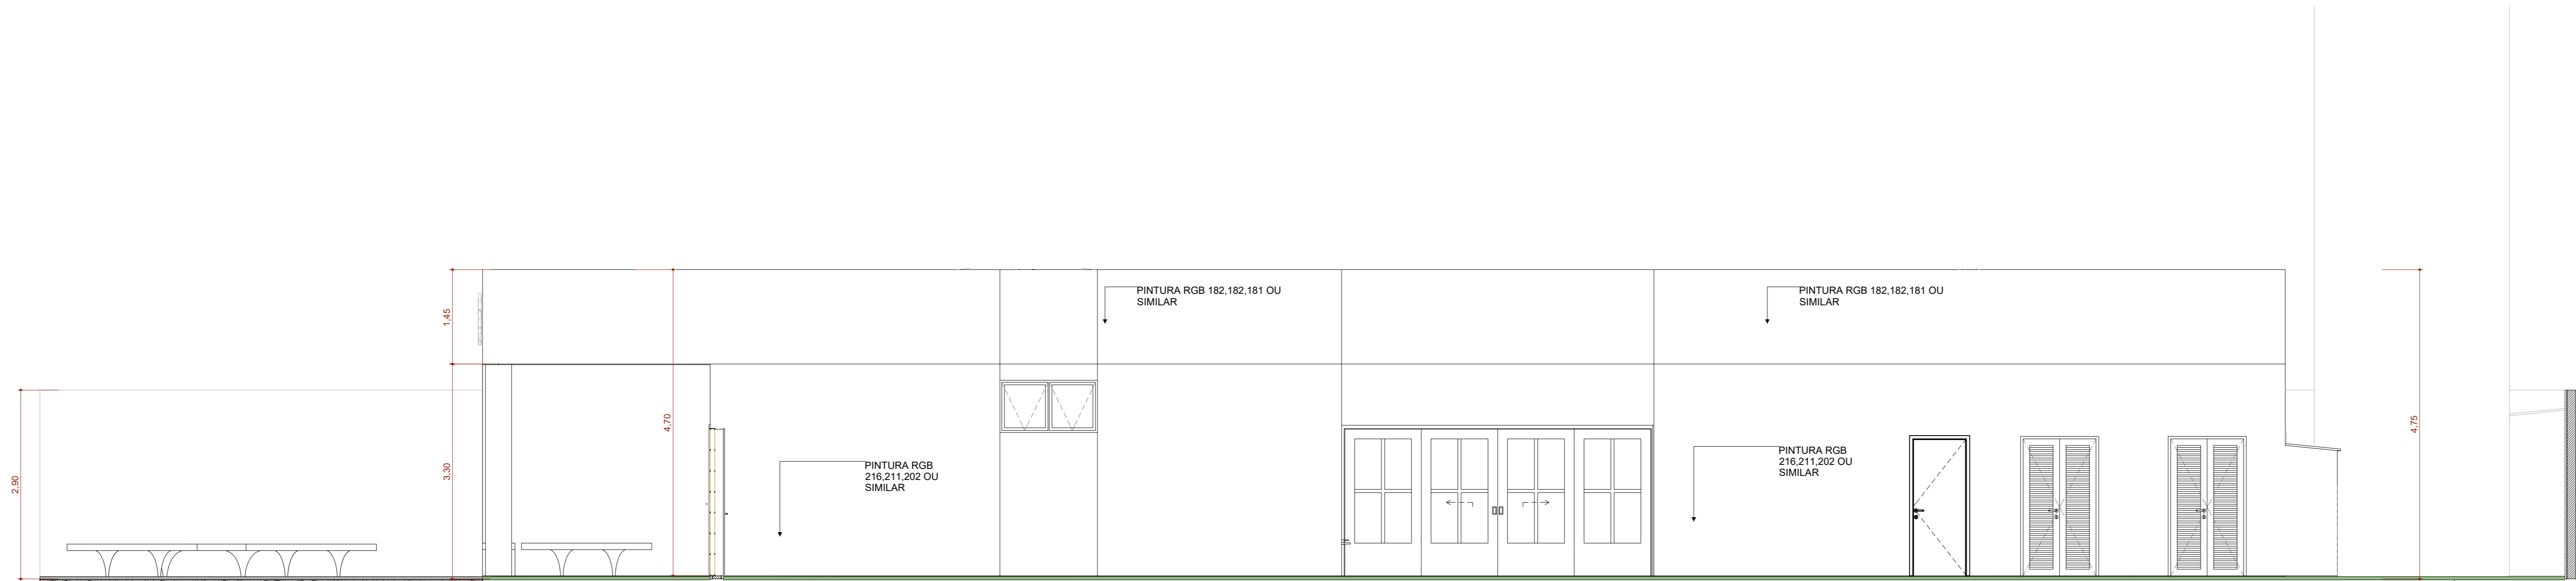 PINTURA RGB 182,182,181 OU
SIMILAR
PINTURA RGB 182,182,181 OU
SIMILAR
1,45
2,90
3,30
4,70
PINTURA RGB
216,211,202 OU
SIMILAR
PINTURA RGB
216,211,202 OU
SIMILAR
4,75